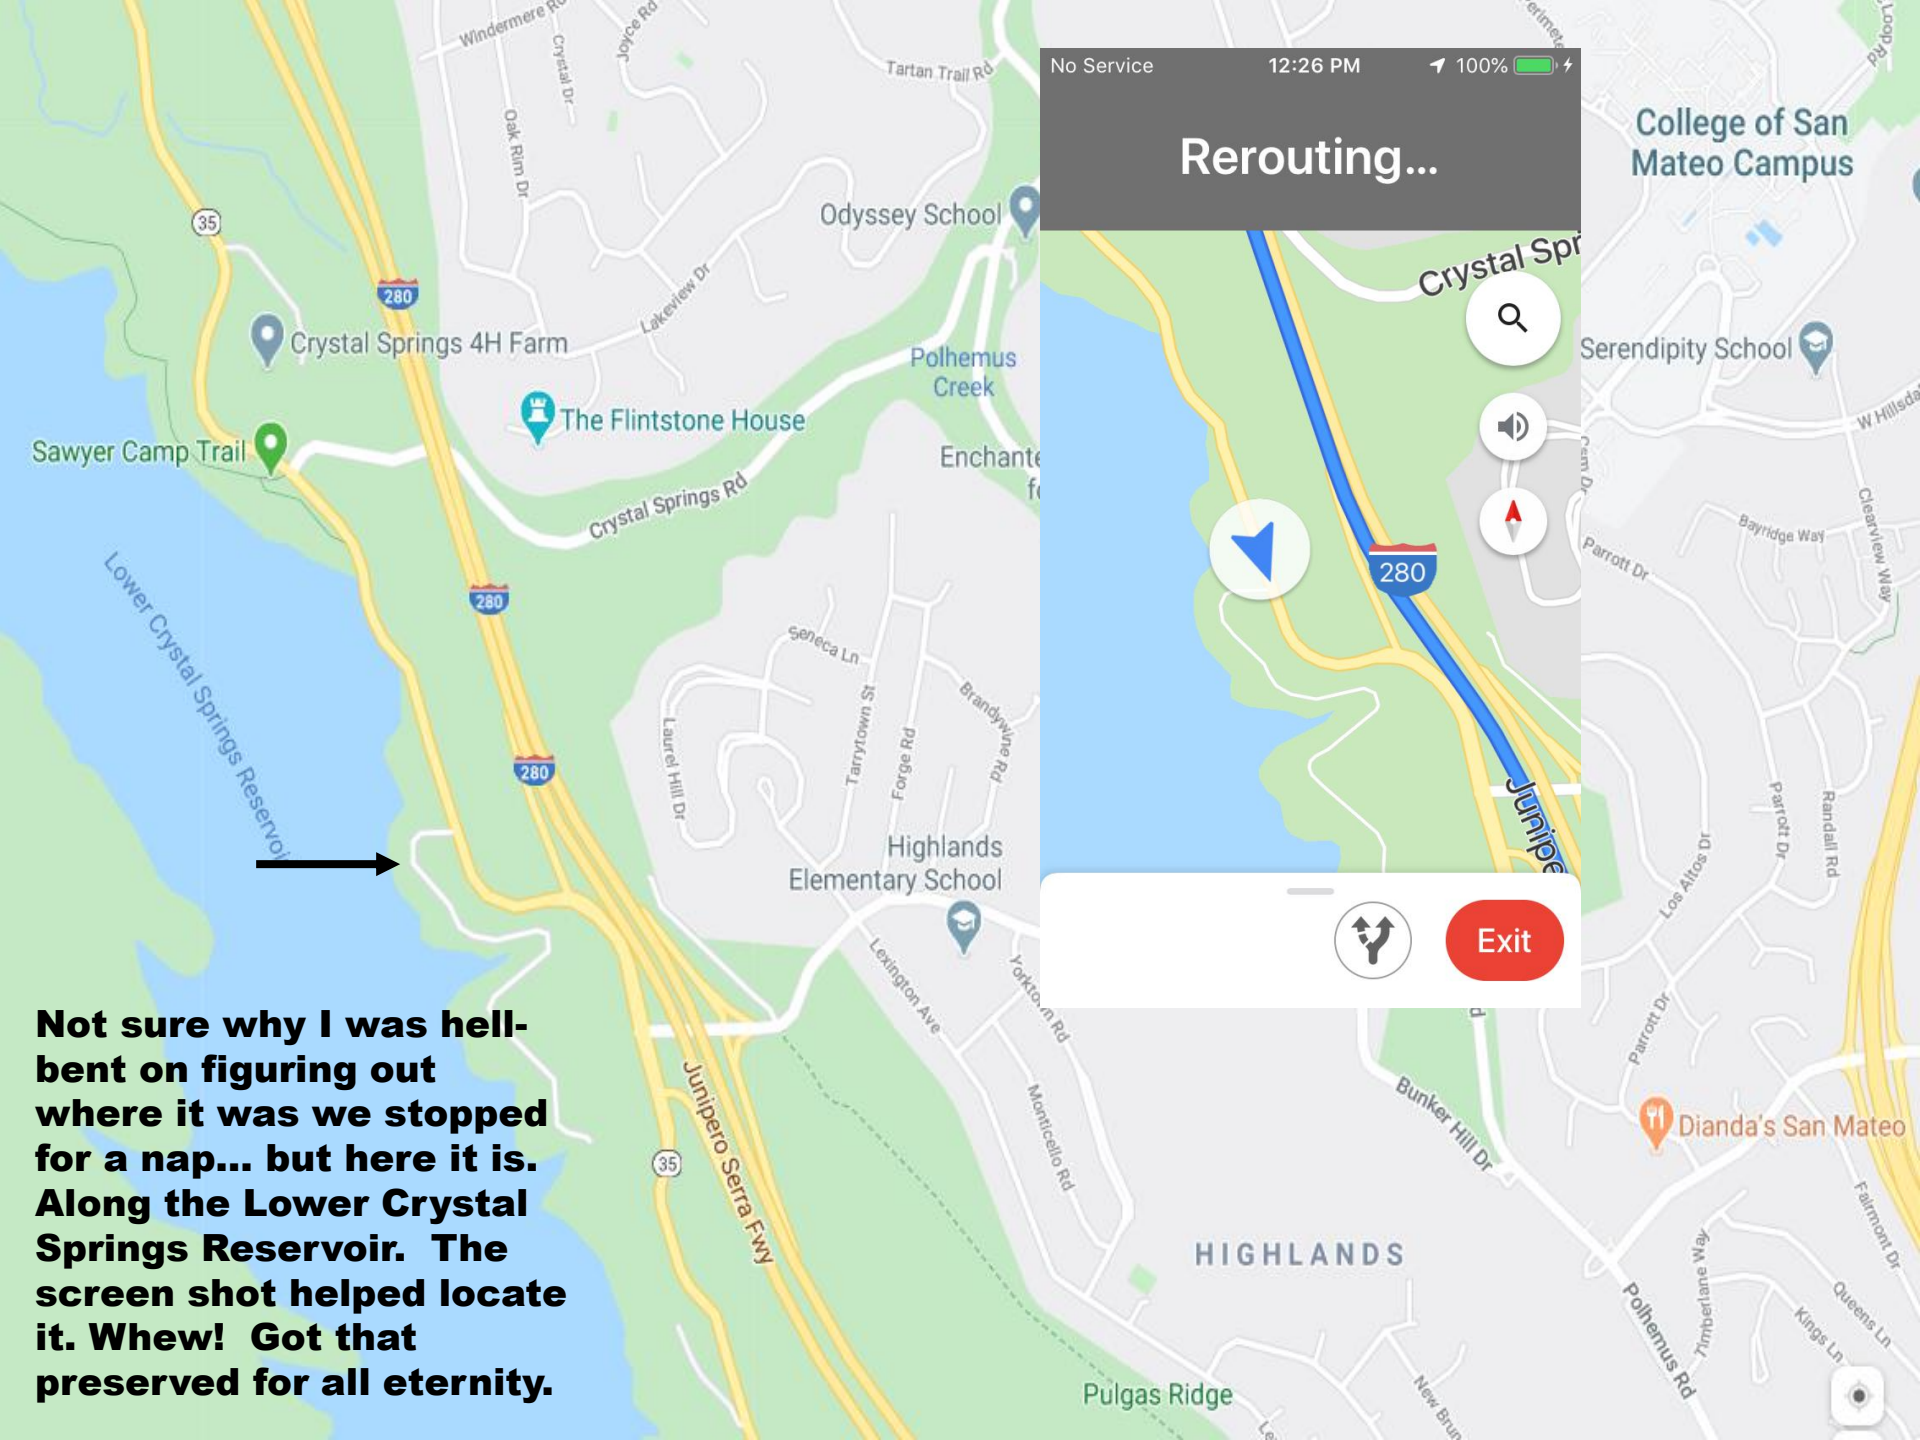 Windermere Rd
Crystal Dr
Joyce Rd
Tartan Trail Rd
Oak Rim Dr
35
280
Odyssey School
Lakeview Dr
Crystal Springs 4H Farm
Polhemus
Creek
The Flintstone House
Sawyer Camp Trail
Crystal Springs Rd
Enchante
Lower Crystal Springs Reservoir
280
Seneca Ln
Tarrytown St
Forge Rd
Brandywine Rd
Laurel Hill Dr
280
Highlands
Elementary School
Lexington Ave
Yorktown Rd
Monticello Rd
Junipero Serra Fwy
35
No Service
12:26 PM
100%
Rerouting...
Crystal Spr
280
Junipe
Exit
Loop Rd
College of San
Mateo Campus
Serendipity School
W Hillsda
Clearview Way
Bayridge Way
Parrott Dr
Parrott Dr
Randall Rd
Los Altos Dr
Parrott Dr
Bunker Hill Dr
Dianda's San Mateo
Fairmont Dr
HIGHLANDS
Timberlane Way
Queens Ln
Kings Ln
Polhemus Rd
Pulgas Ridge
New Brun
Not sure why I was hell-
bent on figuring out
where it was we stopped
for a nap... but here it is.
Along the Lower Crystal
Springs Reservoir.  The
screen shot helped locate
it. Whew!  Got that
preserved for all eternity.